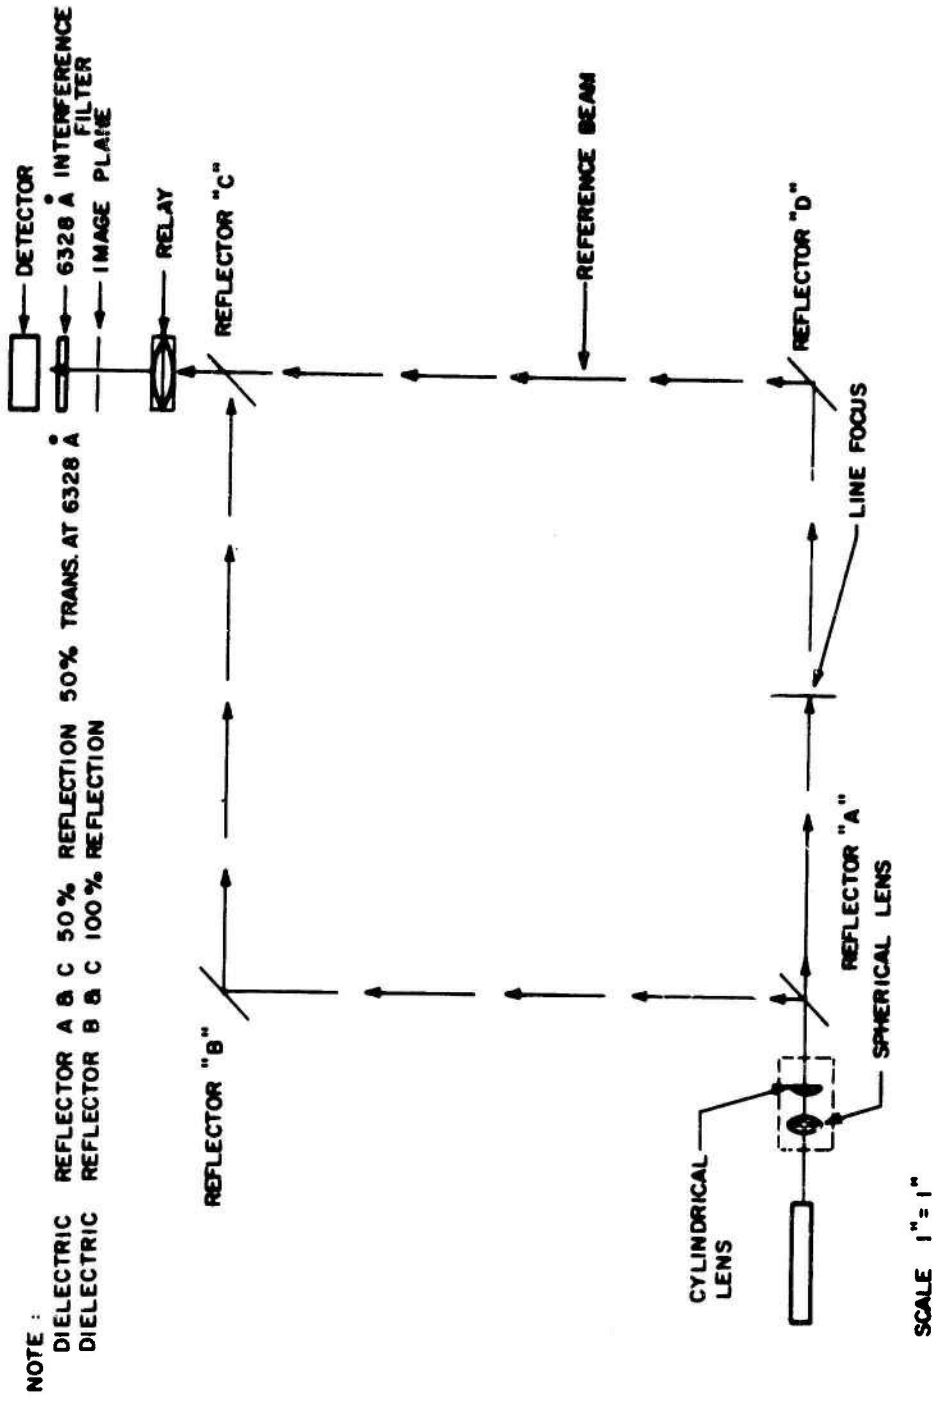 NOTE :
DIELECTRIC REFLECTOR A & C 50% REFLECTION 50% TRANS. AT 6328 Å
DIELECTRIC REFLECTOR B & C 100% REFLECTION
DETECTOR
6328 Å INTERFERENCE
FILTER
IMAGE PLANE
RELAY
REFLECTOR "C"
REFLECTOR "B"
REFERENCE BEAM
REFLECTOR "D"
LINE FOCUS
REFLECTOR "A"
SPHERICAL LENS
CYLINDRICAL
LENS
SCALE 1"=1"